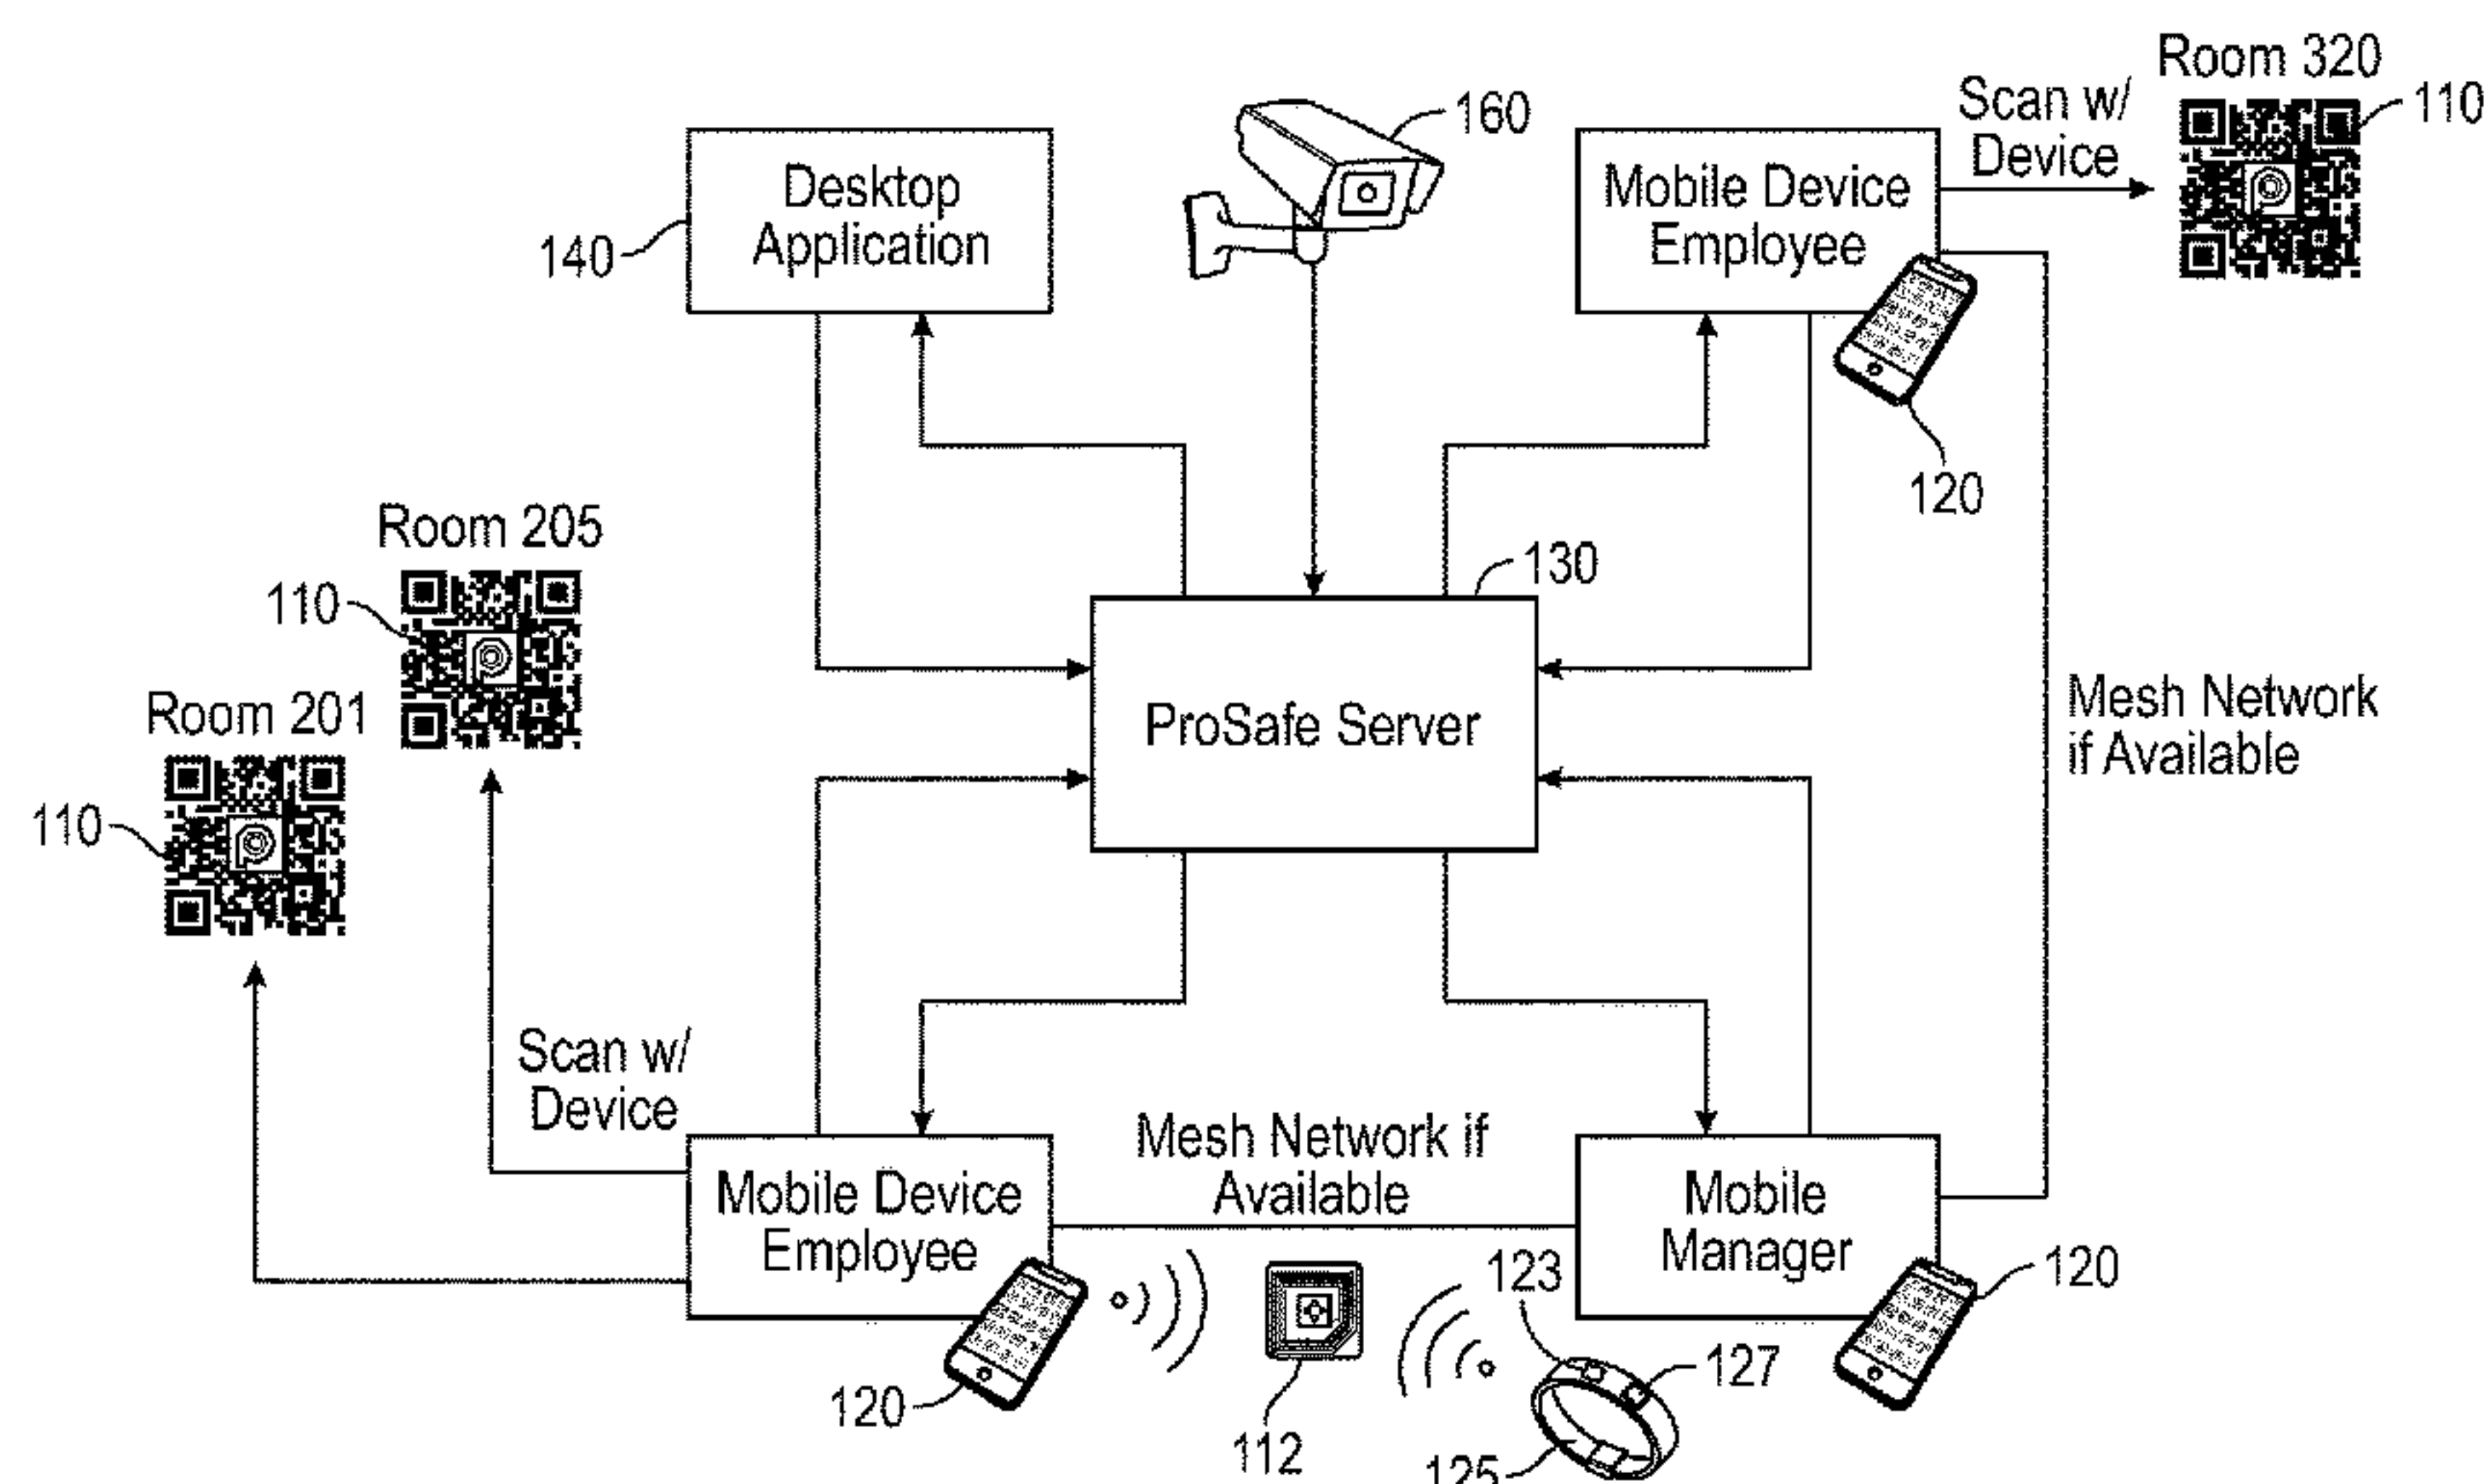 Room 320
Scan w/
Device
110
160
Desktop
Application
140
Mobile Device
Employee
120
Room 205
110
130
Room 201
110
ProSafe Server
Mesh Network
if Available
Scan w/
Device
Mesh Network if
Available
Mobile Device
Employee
120
Mobile
Manager
120
123
127
112
125